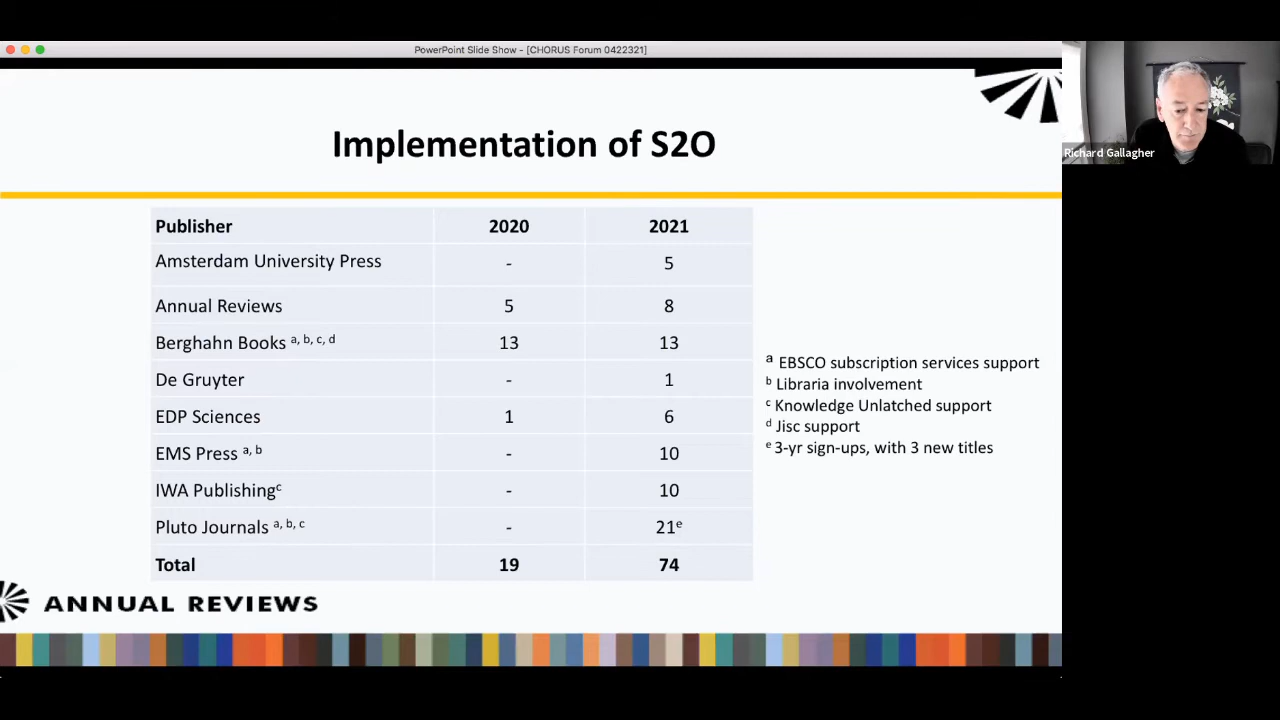 PowerPoint Slide Show - [CHORUS Forum 0422321]
Richard Gallagher
Implementation of S2O
Publisher 2020 2021
Amsterdam University Press - 5
Annual Reviews 5 8
Berghahn Books a, b, c, d 13 13
De Gruyter - 1
EDP Sciences 1 6
EMS Press a, b - 10
IWA Publishingc - 10
Pluto Journals a, b, c - 21e
Total 19 74
a EBSCO subscription services support
b Libraria involvement
c Knowledge Unlatched support
d Jisc support
e 3-yr sign-ups, with 3 new titles
ANNUAL REVIEWS